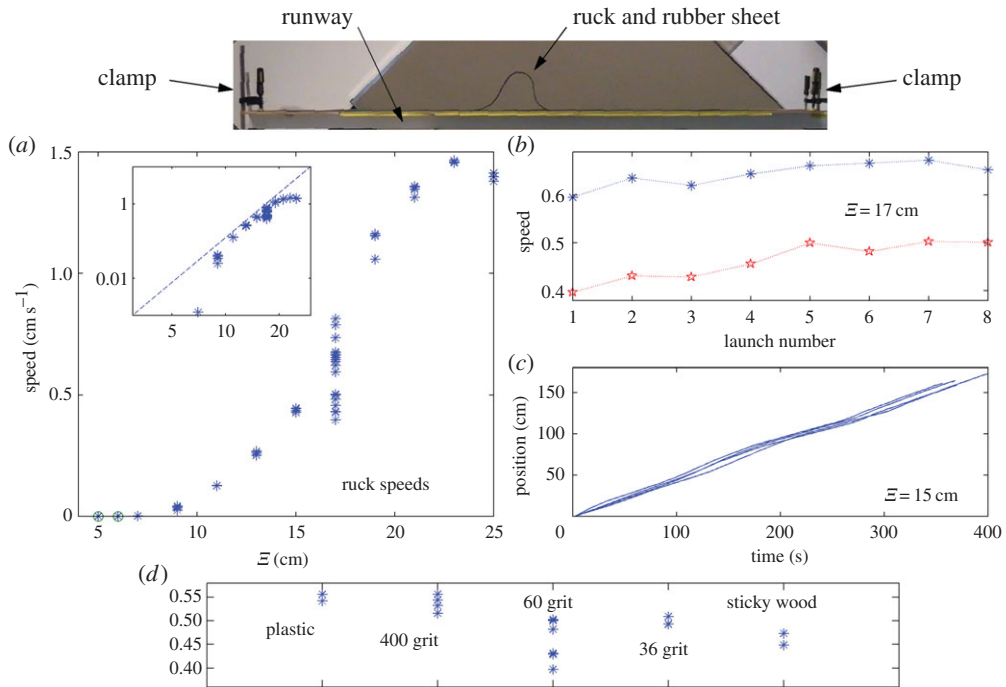 runway
ruck and rubber sheet
clamp
clamp
(a)
1.5
1.0
0.5
0
speed (cm s−1)
1
0.01
5
10
20
ruck speeds
5
10
15
20
25
Ξ (cm)
(b)
0.6
0.5
0.4
speed
Ξ = 17 cm
1
2
3
4
5
6
7
8
launch number
(c)
150
100
50
position (cm)
Ξ = 15 cm
0
100
200
300
400
time (s)
(d)
0.55
0.50
0.45
0.40
plastic
400 grit
60 grit
36 grit
sticky wood